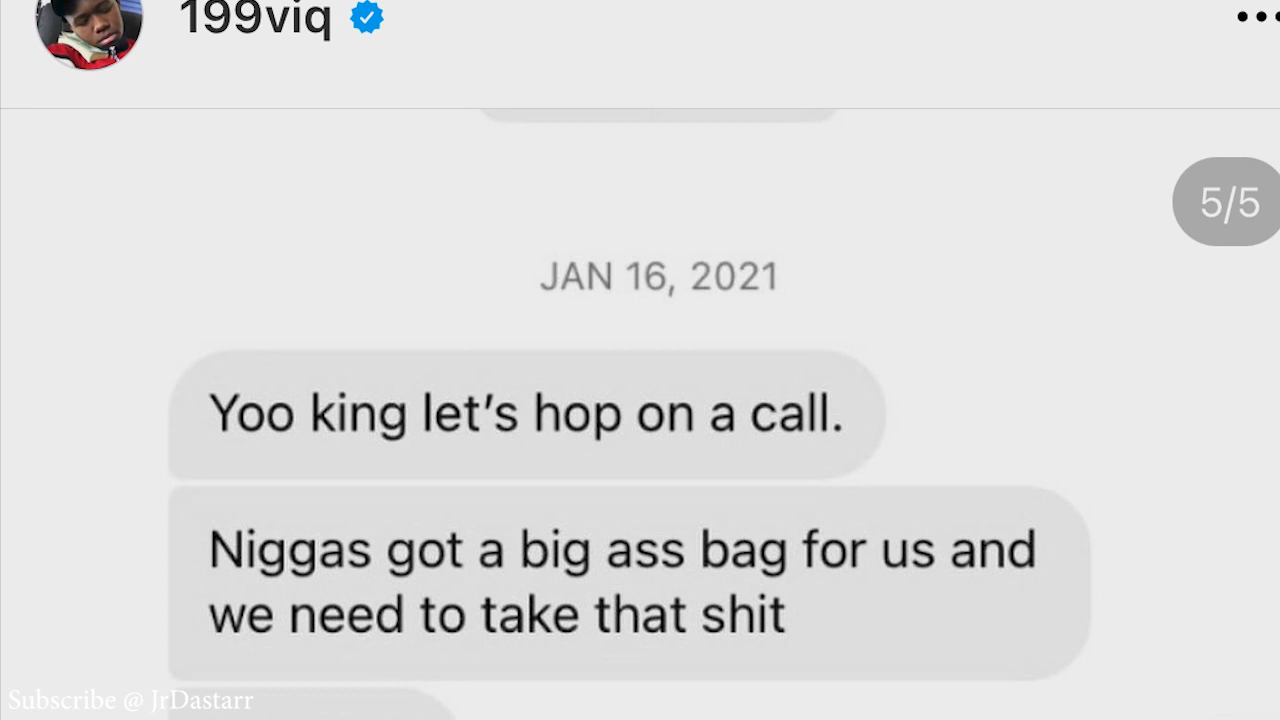 199viq
5/5
JAN 16, 2021
Yoo king let's hop on a call.
Niggas got a big ass bag for us and
we need to take that shit
Subscribe @ JrDastarr